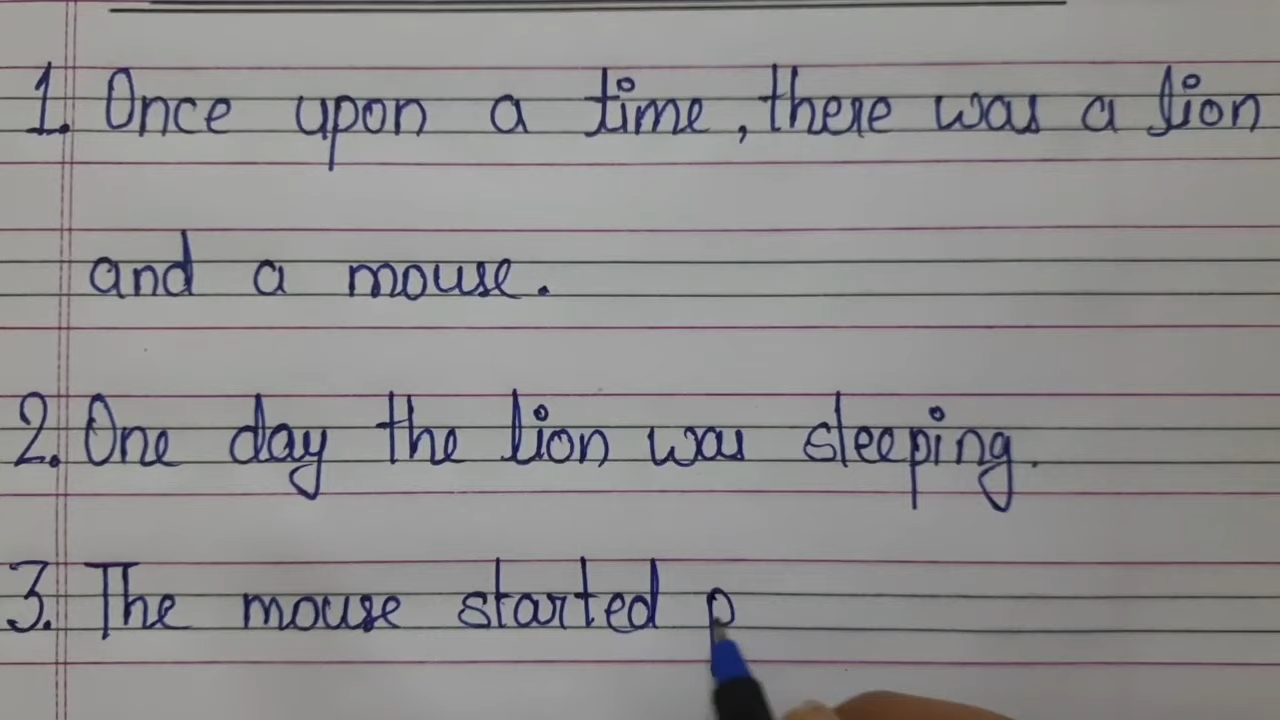 1. Once upon a time, there was a lion
and a mouse.
2. One day the lion was sleeping.
3. The mouse started p